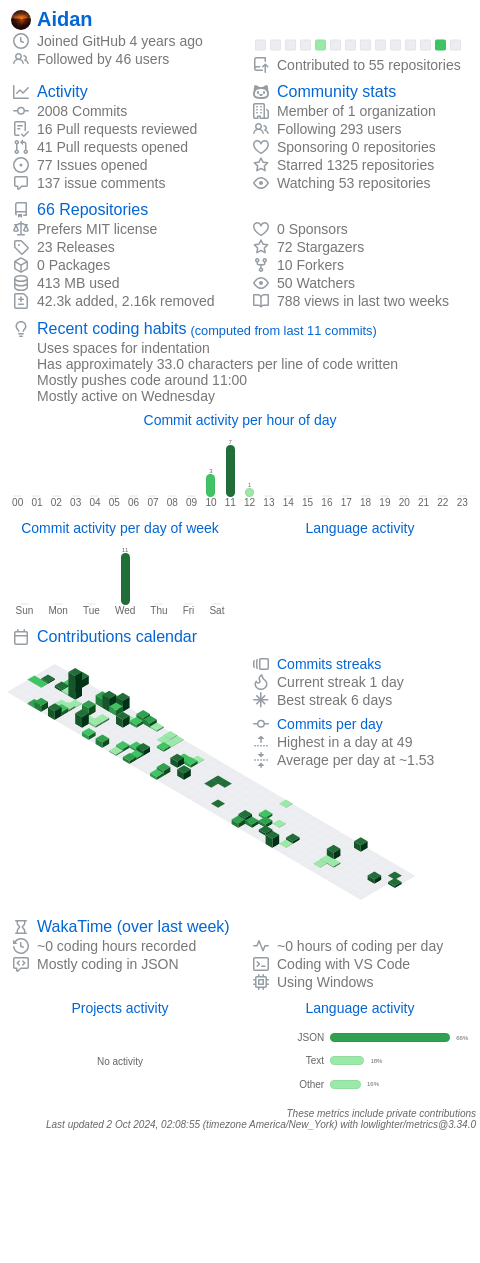 Aidan
Joined GitHub 4 years ago
Followed by 46 users
Contributed to 55 repositories
Activity
2008 Commits
16 Pull requests reviewed
41 Pull requests opened
77 Issues opened
137 issue comments
Community stats
Member of 1 organization
Following 293 users
Sponsoring 0 repositories
Starred 1325 repositories
Watching 53 repositories
66 Repositories
Prefers MIT license
23 Releases
0 Packages
413 MB used
42.3k added, 2.16k removed
0 Sponsors
72 Stargazers
10 Forkers
50 Watchers
788 views in last two weeks
Recent coding habits (computed from last 11 commits)
Uses spaces for indentation
Has approximately 33.0 characters per line of code written
Mostly pushes code around 11:00
Mostly active on Wednesday
Commit activity per hour of day
3 7 1
00 01 02 03 04 05 06 07 08 09 10 11 12 13 14 15 16 17 18 19 20 21 22 23
Commit activity per day of week
11
Sun Mon Tue Wed Thu Fri Sat
Language activity
Contributions calendar
Commits streaks
Current streak 1 day
Best streak 6 days
Commits per day
Highest in a day at 49
Average per day at ~1.53
WakaTime (over last week)
~0 coding hours recorded
Mostly coding in JSON
~0 hours of coding per day
Coding with VS Code
Using Windows
Projects activity
No activity
Language activity
JSON 66%
Text 18%
Other 16%
These metrics include private contributions
Last updated 2 Oct 2024, 02:08:55 (timezone America/New_York) with lowlighter/metrics@3.34.0